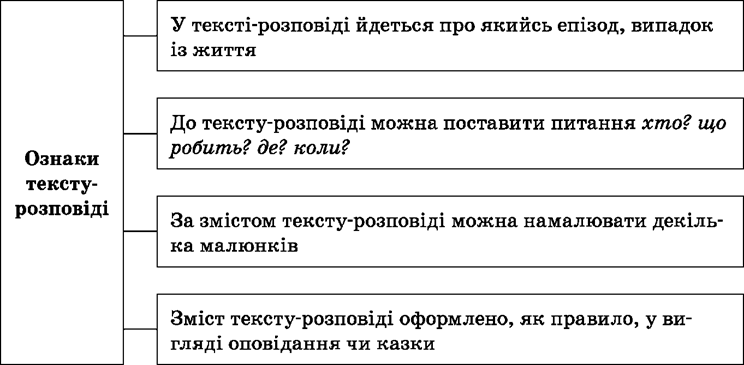 Ознаки
тексту-
розповіді
У тексті-розповіді йдеться про якийсь епізод, випадок
із життя
До тексту-розповіді можна поставити питання хто? що
робить? де? коли?
За змістом тексту-розповіді можна намалювати декіль-
ка малюнків
Зміст тексту-розповіді оформлено, як правило, у ви-
гляді оповідання чи казки